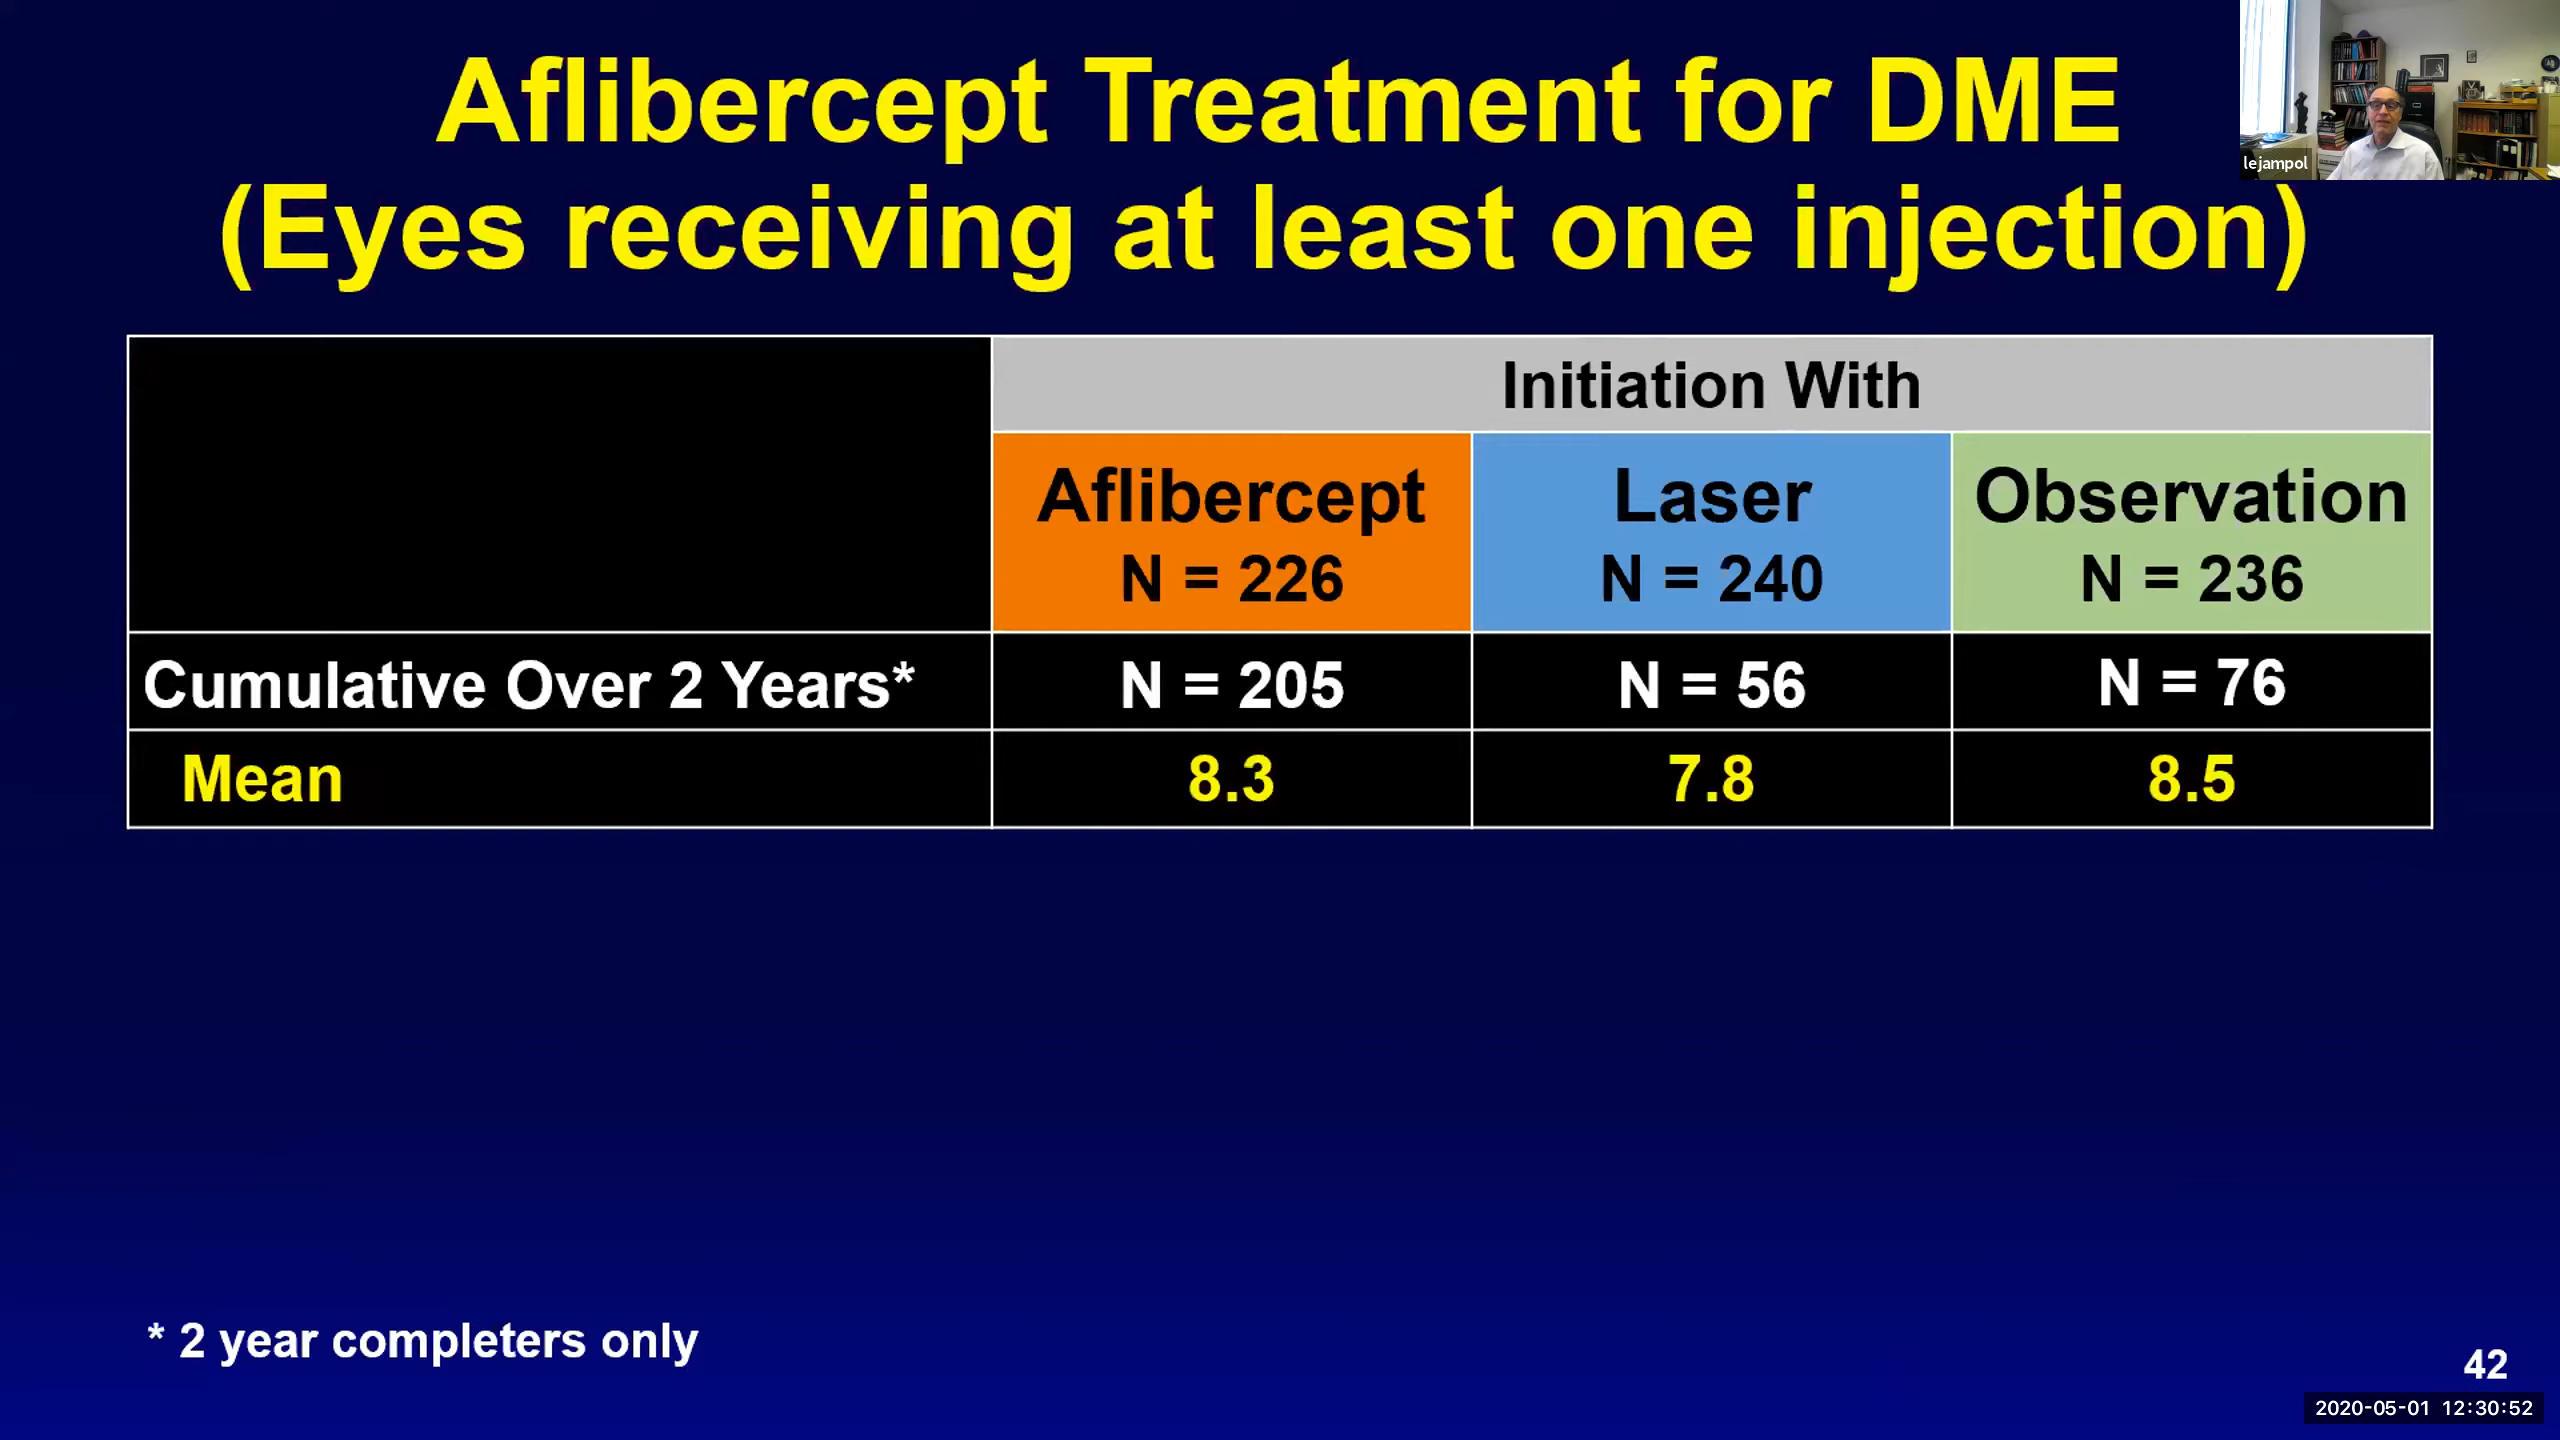 Aflibercept Treatment for DME
(Eyes receiving at least one injection)
lejampol
Initiation With
Aflibercept Laser Observation
N = 226 N = 240 N = 236
Cumulative Over 2 Years* N = 205 N = 56 N = 76
Mean 8.3 7.8 8.5
* 2 year completers only
42
2020-05-01 12:30:52